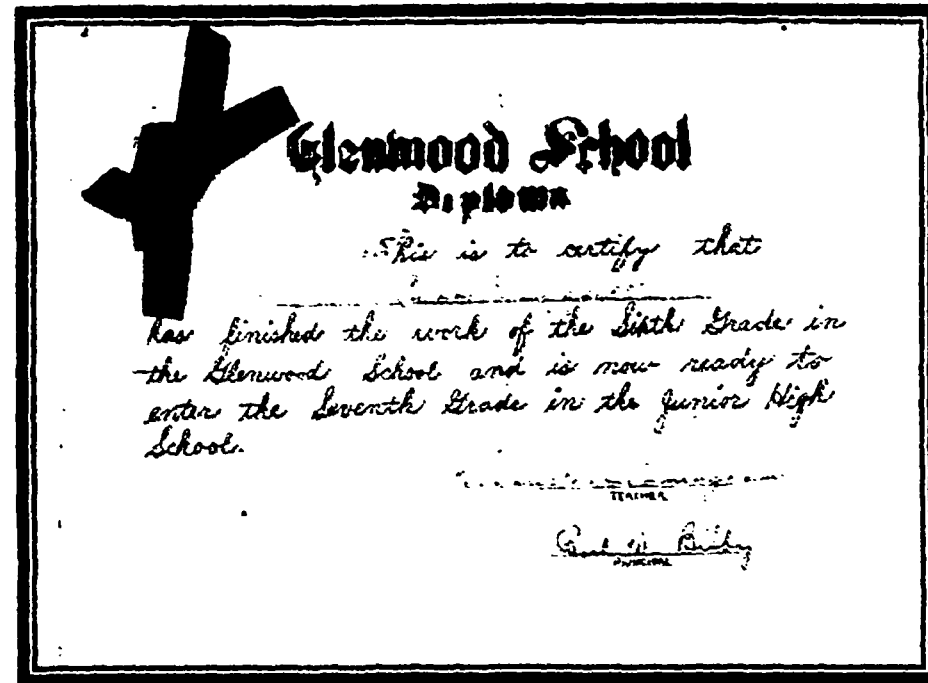 Glenwood School
Diploma
This is to certify that
has finished the work of the Sixth Grade in
the Glenwood School and is now ready to
enter the Seventh Grade in the Junior High
School.
TEACHER
PRINCIPAL